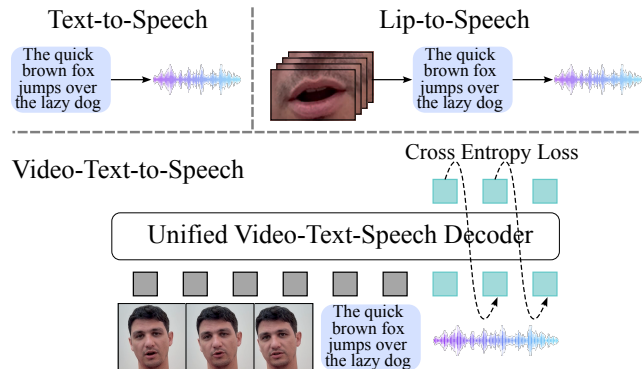 Text-to-Speech
The quick
brown fox
jumps over
the lazy dog
Lip-to-Speech
The quick
brown fox
jumps over
the lazy dog
Video-Text-to-Speech
Cross Entropy Loss
Unified Video-Text-Speech Decoder
The quick
brown fox
jumps over
the lazy dog